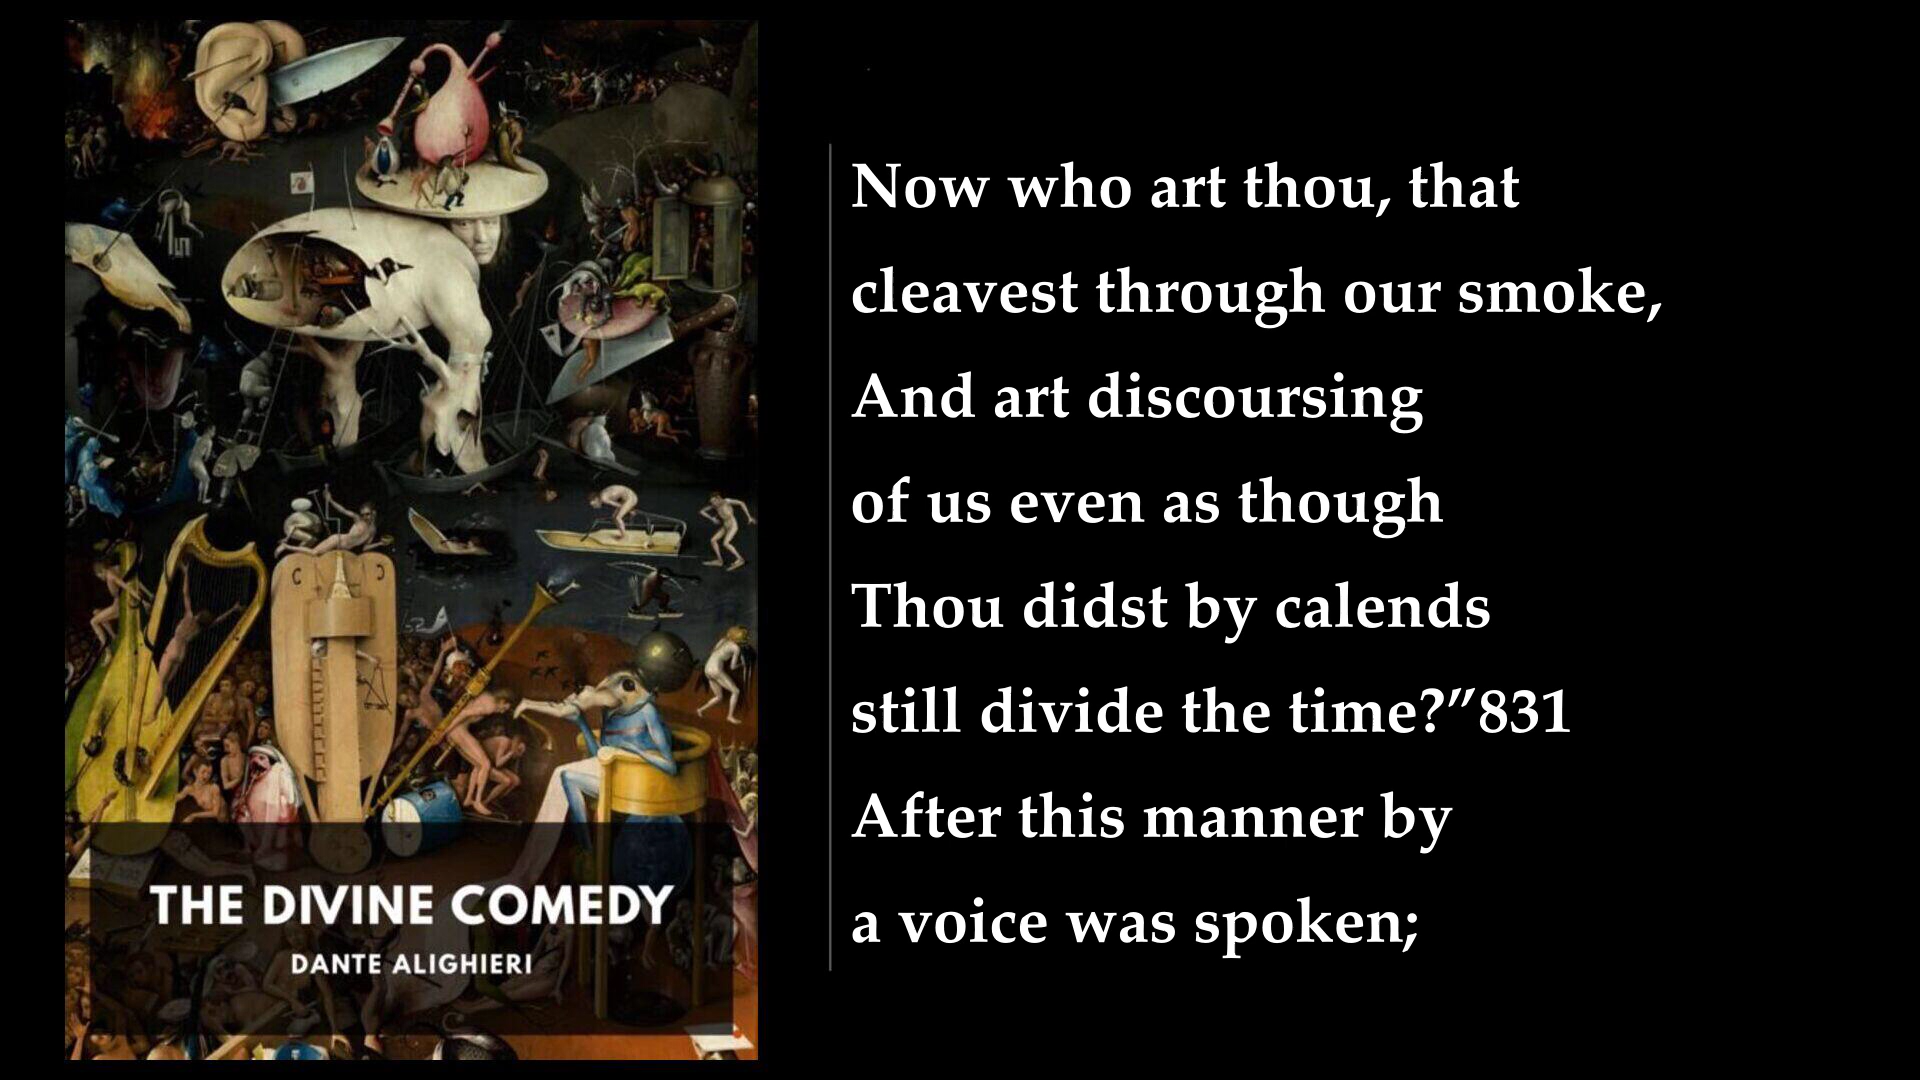 THE DIVINE COMEDY
DANTE ALIGHIERI
Now who art thou, that
cleavest through our smoke,
And art discoursing
of us even as though
Thou didst by calends
still divide the time?”831
After this manner by
a voice was spoken;